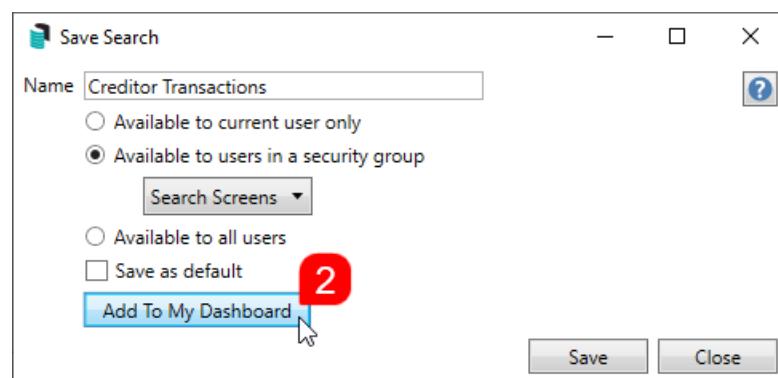 Save Search
Name Creditor Transactions
?
Available to current user only
Available to users in a security group
Search Screens
Available to all users
Save as default
2
Add To My Dashboard
Save Close